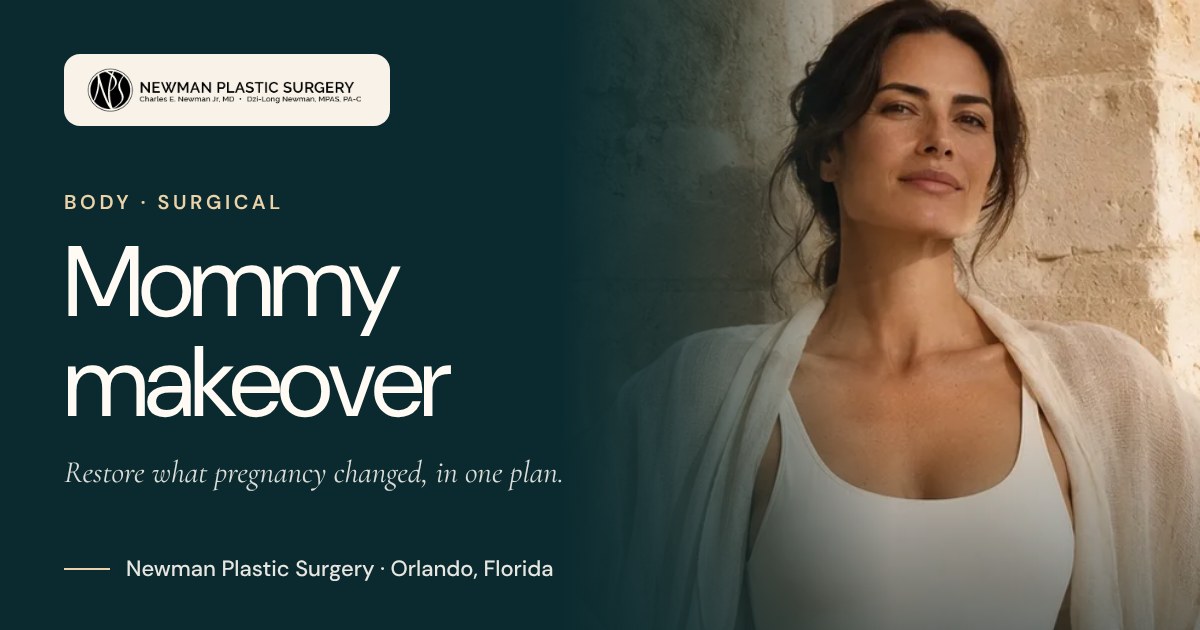 NPS
NEWMAN PLASTIC SURGERY
Charles E. Newman Jr, MD • Dzi-Long Newman, MPAS, PA-C
BODY · SURGICAL
Mommy
makeover
Restore what pregnancy changed, in one plan.
Newman Plastic Surgery · Orlando, Florida